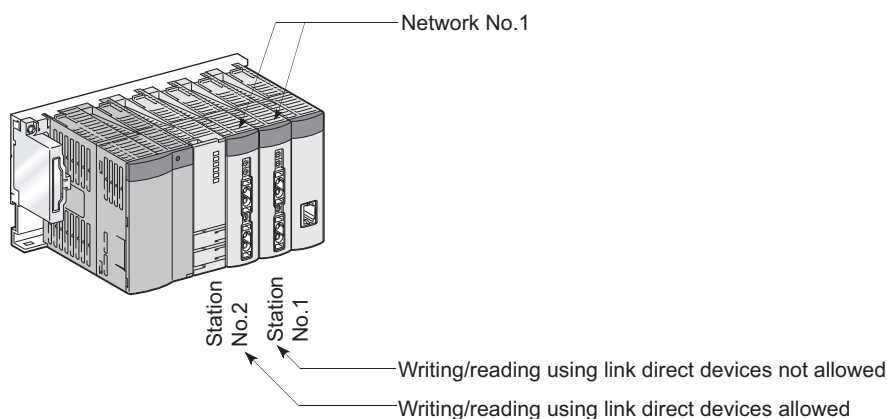 Network No.1
Station
No.2
Station
No.1
Writing/reading using link direct devices not allowed
Writing/reading using link direct devices allowed